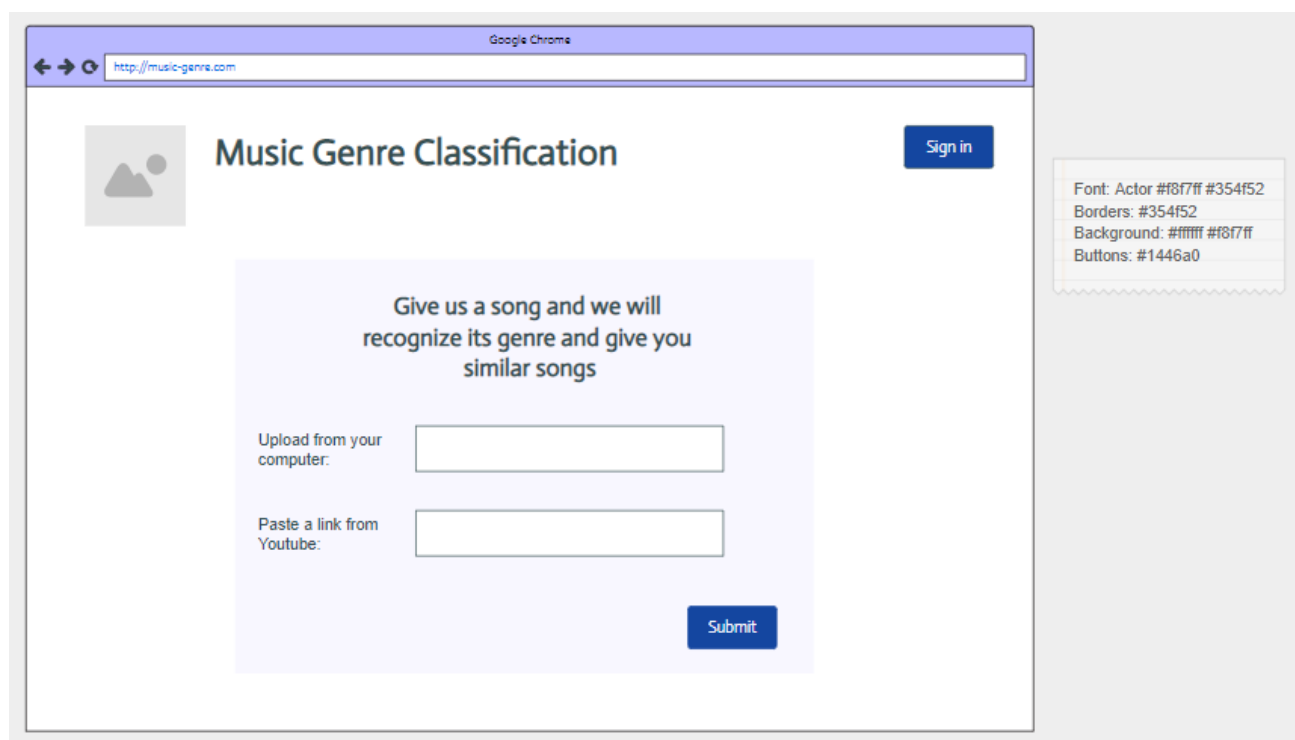 Google Chrome
http://music-genre.com
Music Genre Classification
Sign in
Font: Actor #f8f7ff #354f52
Borders: #354f52
Background: #ffffff #f8f7ff
Buttons: #1446a0
Give us a song and we will
recognize its genre and give you
similar songs
Upload from your
computer:
Paste a link from
Youtube:
Submit